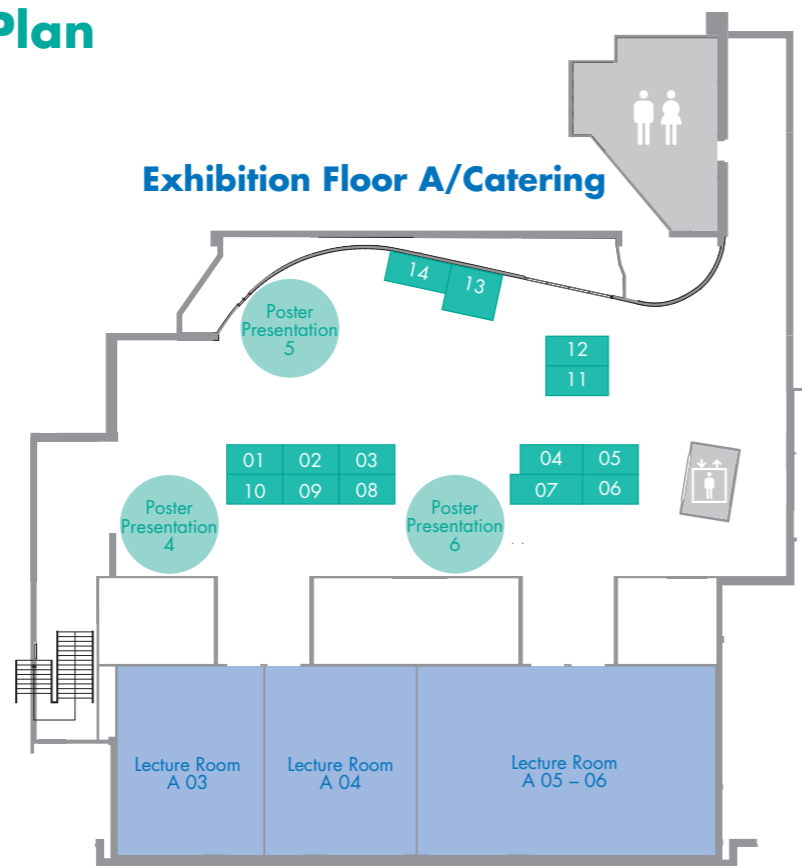 Plan
Exhibition Floor A/Catering
14
13
Poster
Presentation
5
12
11
01 02 03
10 09 08
04 05
07 06
Poster
Presentation
4
Poster
Presentation
6
Lecture Room
A 03
Lecture Room
A 04
Lecture Room
A 05 – 06